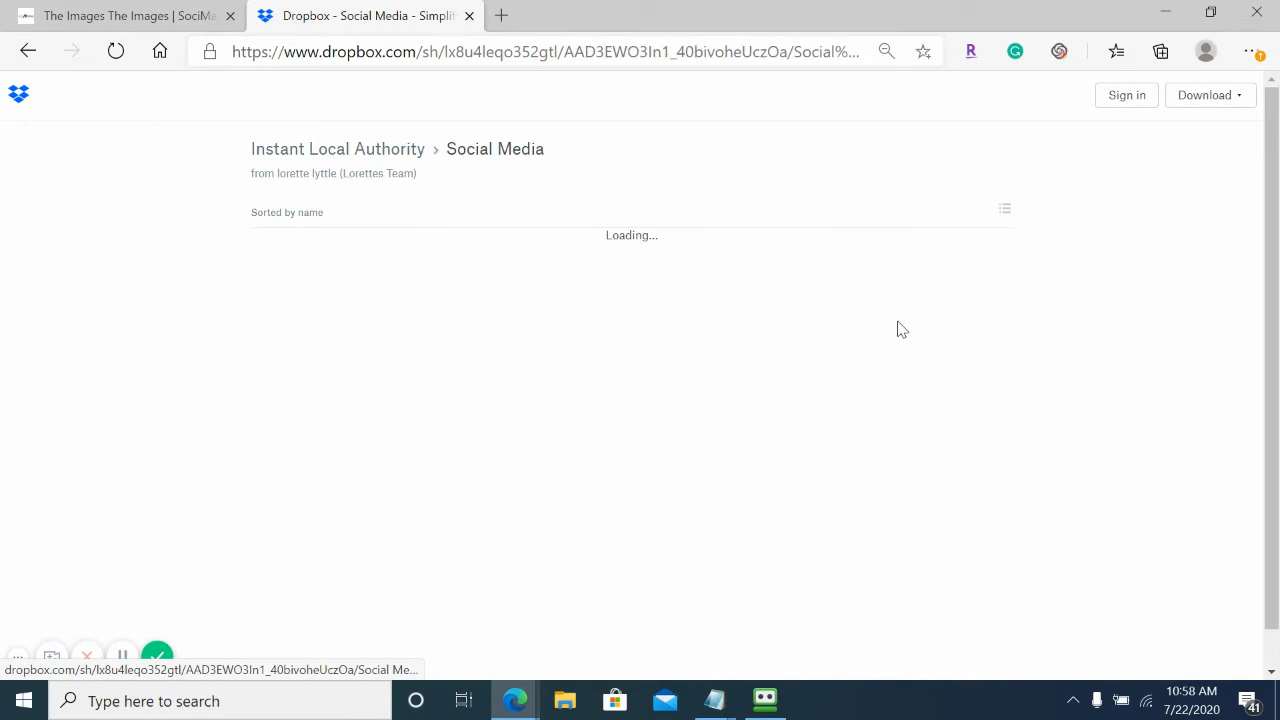 The Images The Images | SociMa
Dropbox - Social Media - Simplif
https://www.dropbox.com/sh/lx8u4leqo352gtl/AAD3EWO3In1_40bivoheUczOa/Social%...
Sign in
Download
Instant Local Authority > Social Media
from lorette lyttle (Lorettes Team)
Sorted by name
Loading...
dropbox.com/sh/lx8u4leqo352gtl/AAD3EWO3In1_40bivoheUczOa/Social Me...
Type here to search
10:58 AM
7/22/2020
41